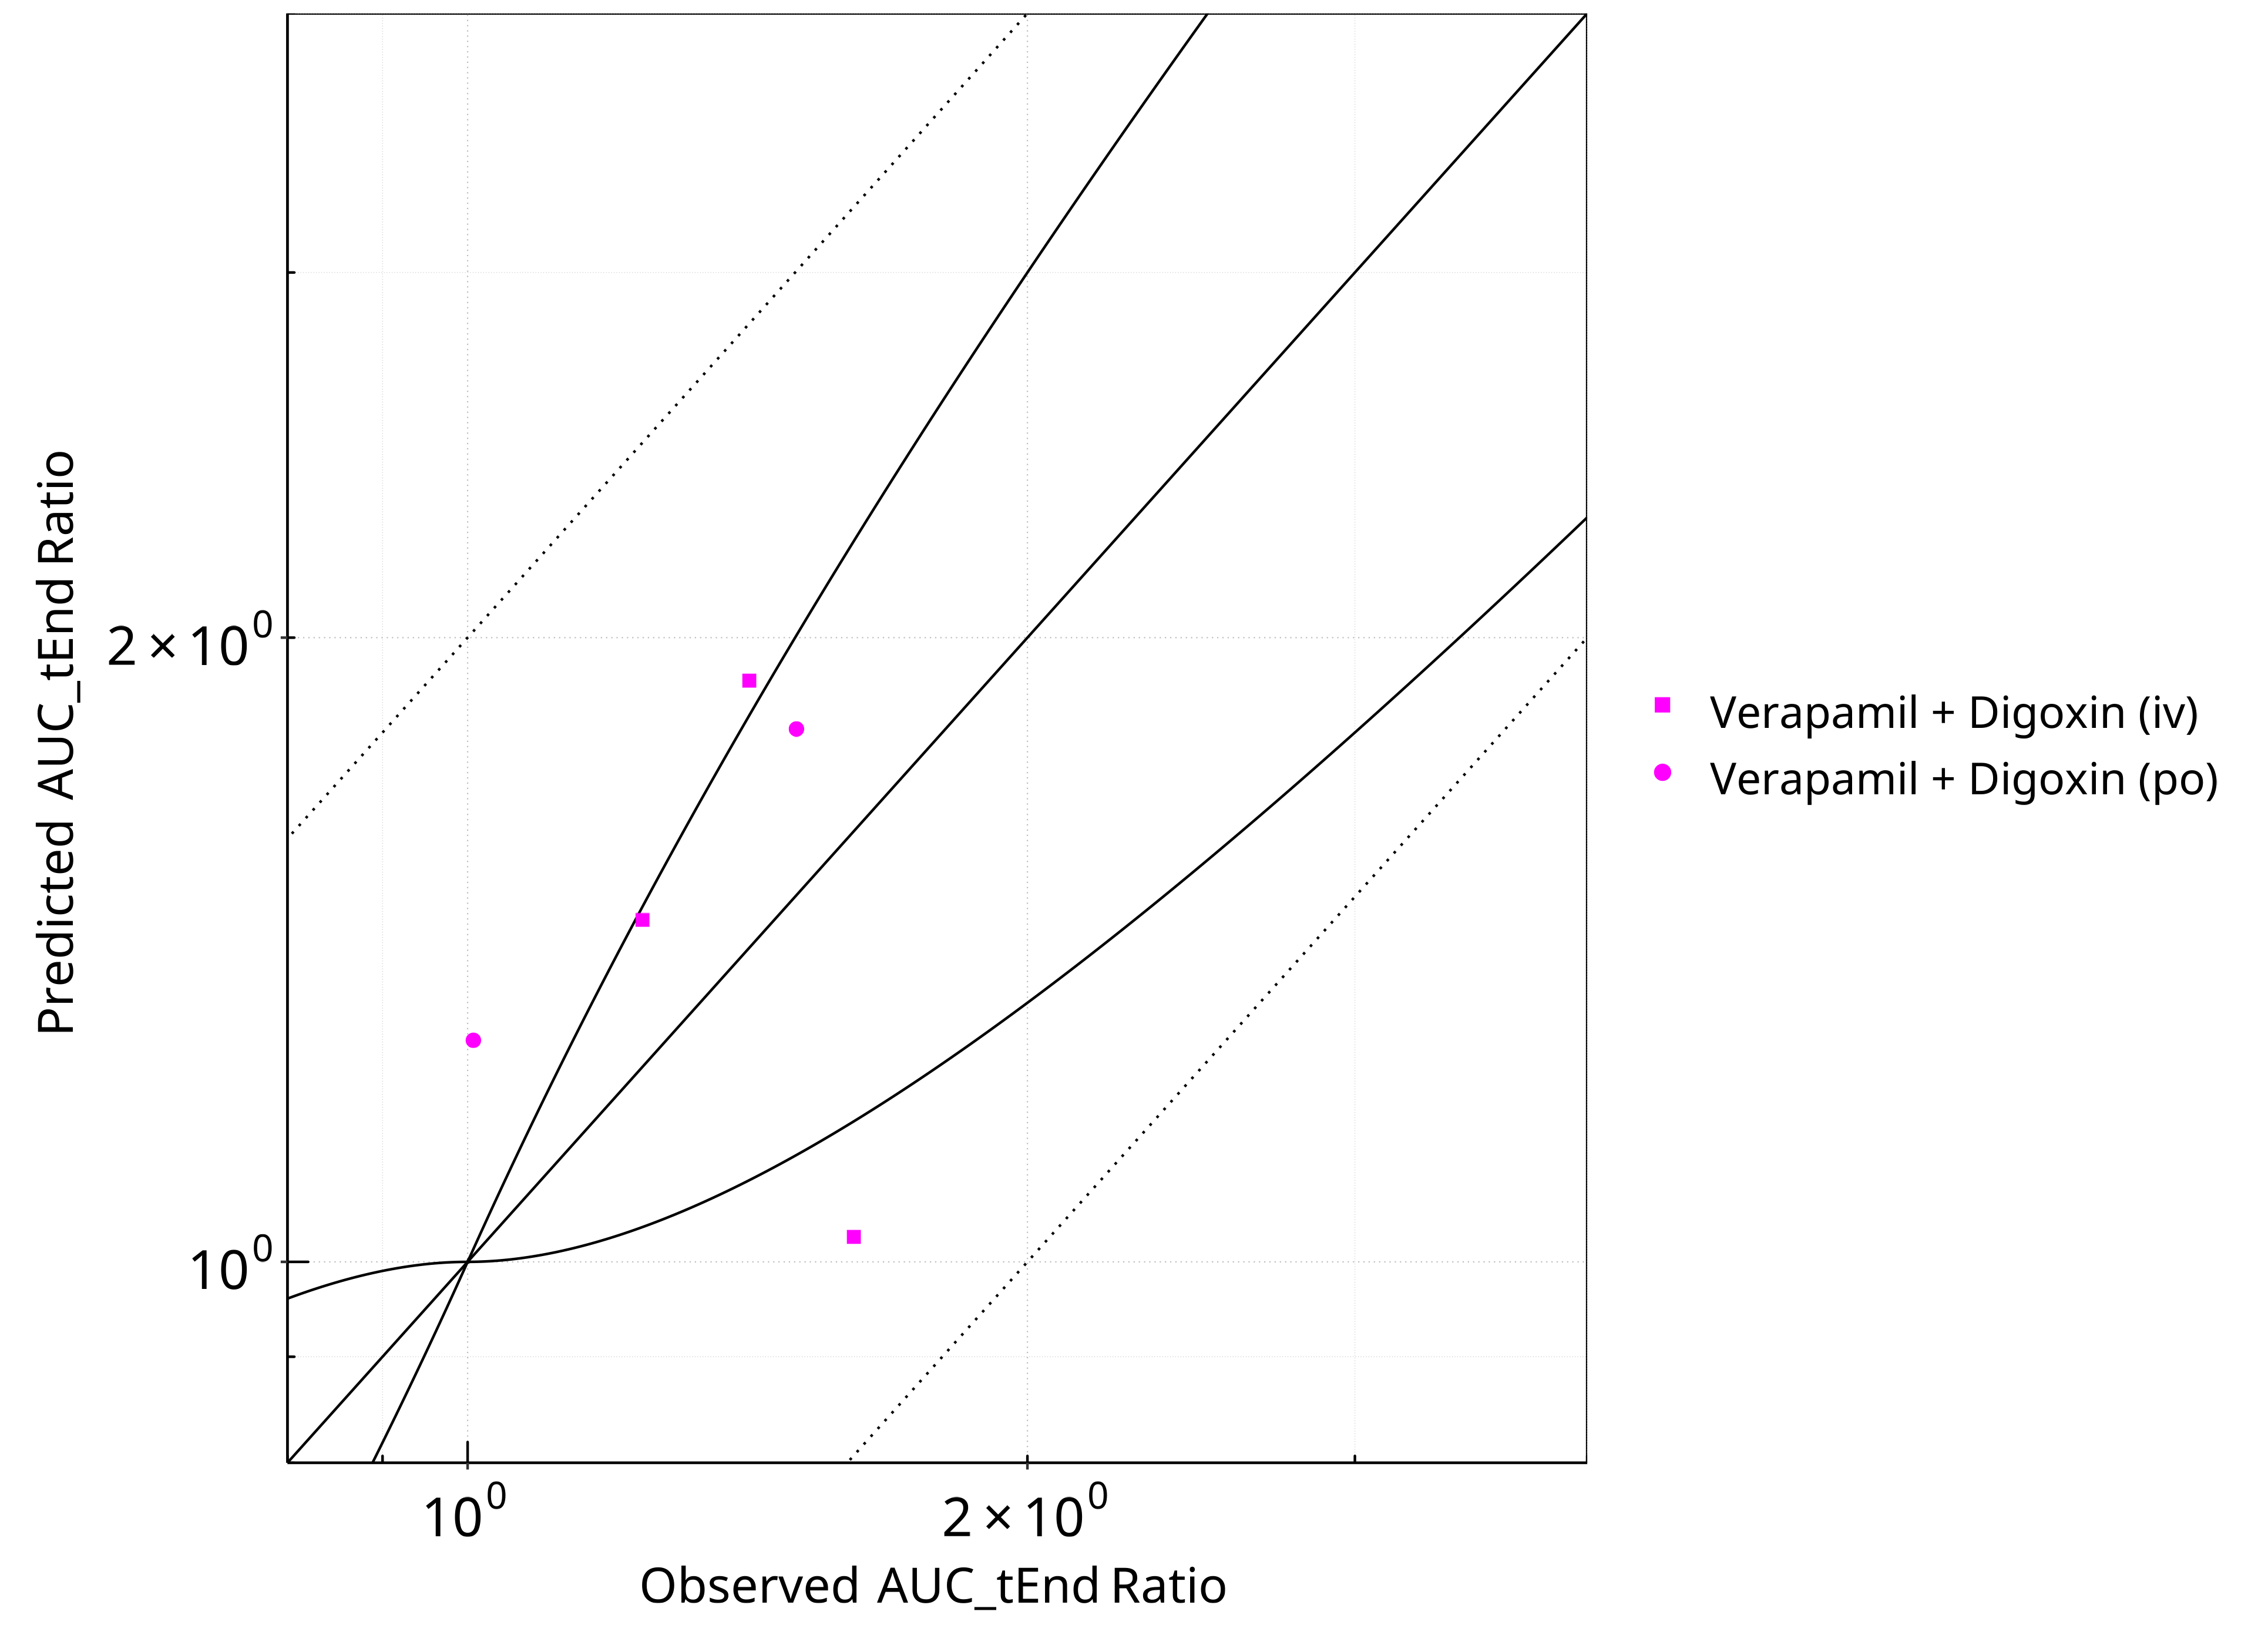 Predicted AUC_tEnd Ratio
2 × 10⁰
10⁰
10⁰
2 × 10⁰
Observed AUC_tEnd Ratio
Verapamil + Digoxin (iv)
Verapamil + Digoxin (po)